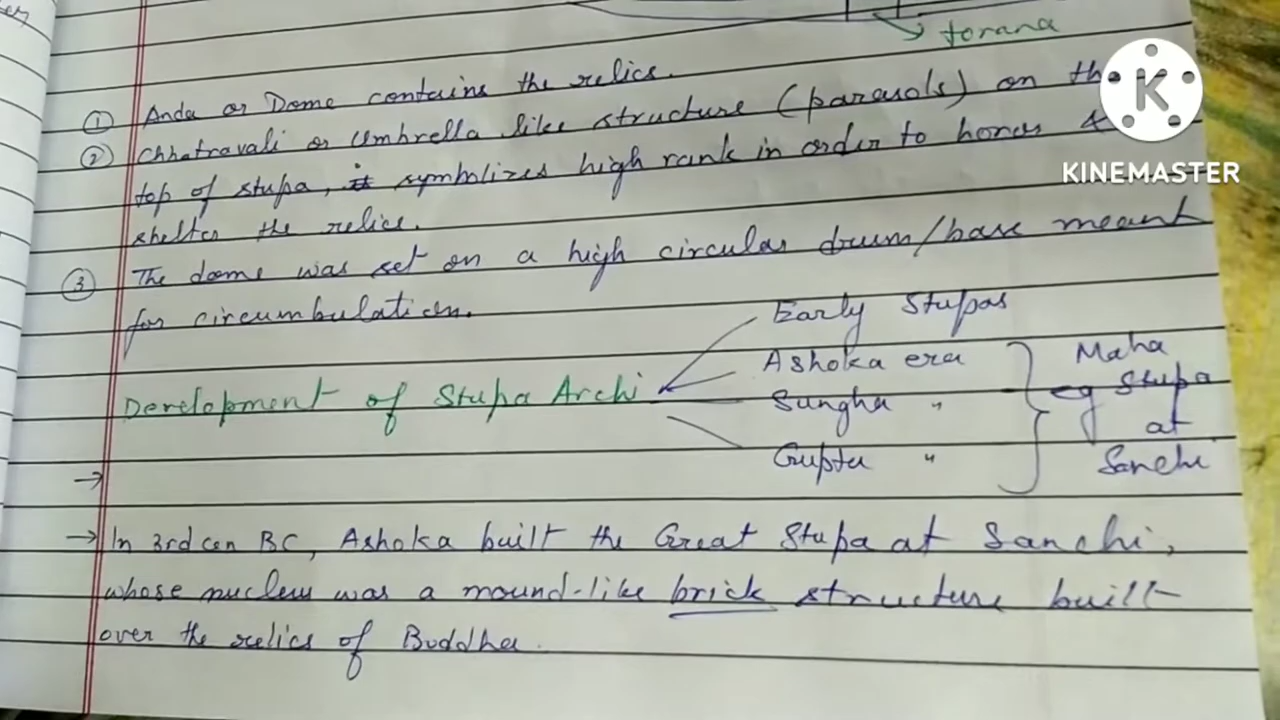 torana
① Anda or Dome contains the relics.
② Chhatravali or Umbrella like structure (parasols) on the
top of stupa, it symbolizes high rank in order to honor &
shelter the relics.
③ The dome was set on a high circular drum/base meant
for circumbulation.
Development of Stupa Archi
Early Stupas
Ashoka era
Sungha "
Gupta "
eg Maha
Stupa
at
Sanchi
→
→ In 3rd cen BC, Ashoka built the Great Stupa at Sanchi,
whose nucleus was a mound-like brick structure built
over the relics of Buddha.
K
KINEMASTER